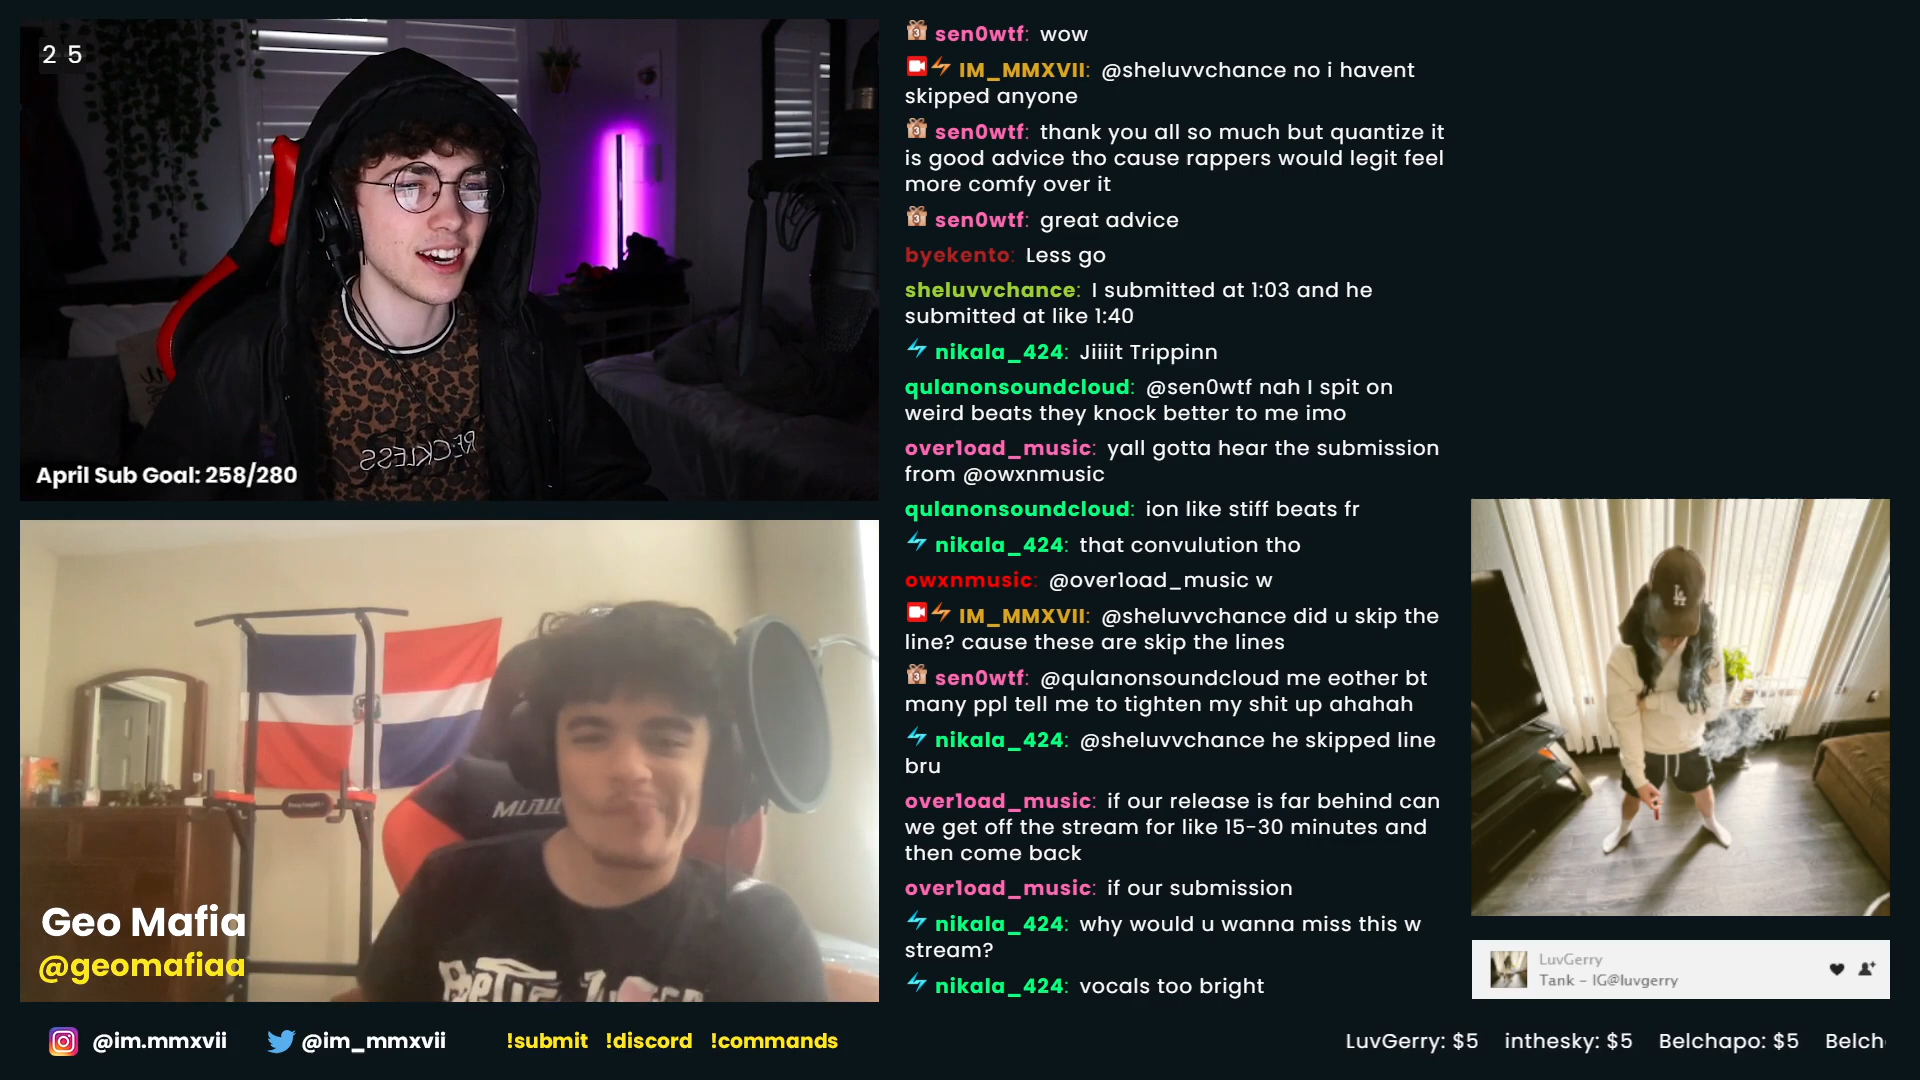 25
April Sub Goal: 258/280
RECKLESS
Geo Mafia
@geomafiaa
sen0wtf: wow
IM_MMXVII: @sheluvvchance no i havent
skipped anyone
sen0wtf: thank you all so much but quantize it
is good advice tho cause rappers would legit feel
more comfy over it
sen0wtf: great advice
byekento: Less go
sheluvvchance: I submitted at 1:03 and he
submitted at like 1:40
nikala_424: Jiiiit Trippinn
qulanonsoundcloud: @sen0wtf nah I spit on
weird beats they knock better to me imo
over1oad_music: yall gotta hear the submission
from @owxnmusic
qulanonsoundcloud: ion like stiff beats fr
nikala_424: that convulution tho
owxnmusic: @over1oad_music w
IM_MMXVII: @sheluvvchance did u skip the
line? cause these are skip the lines
sen0wtf: @qulanonsoundcloud me eother bt
many ppl tell me to tighten my shit up ahahah
nikala_424: @sheluvvchance he skipped line
bru
over1oad_music: if our release is far behind can
we get off the stream for like 15-30 minutes and
then come back
over1oad_music: if our submission
nikala_424: why would u wanna miss this w
stream?
nikala_424: vocals too bright
LA
LuvGerry
Tank - IG@luvgerry
@im.mmxvii @im_mmxvii !submit !discord !commands
LuvGerry: $5 inthesky: $5 Belchapo: $5 Belch